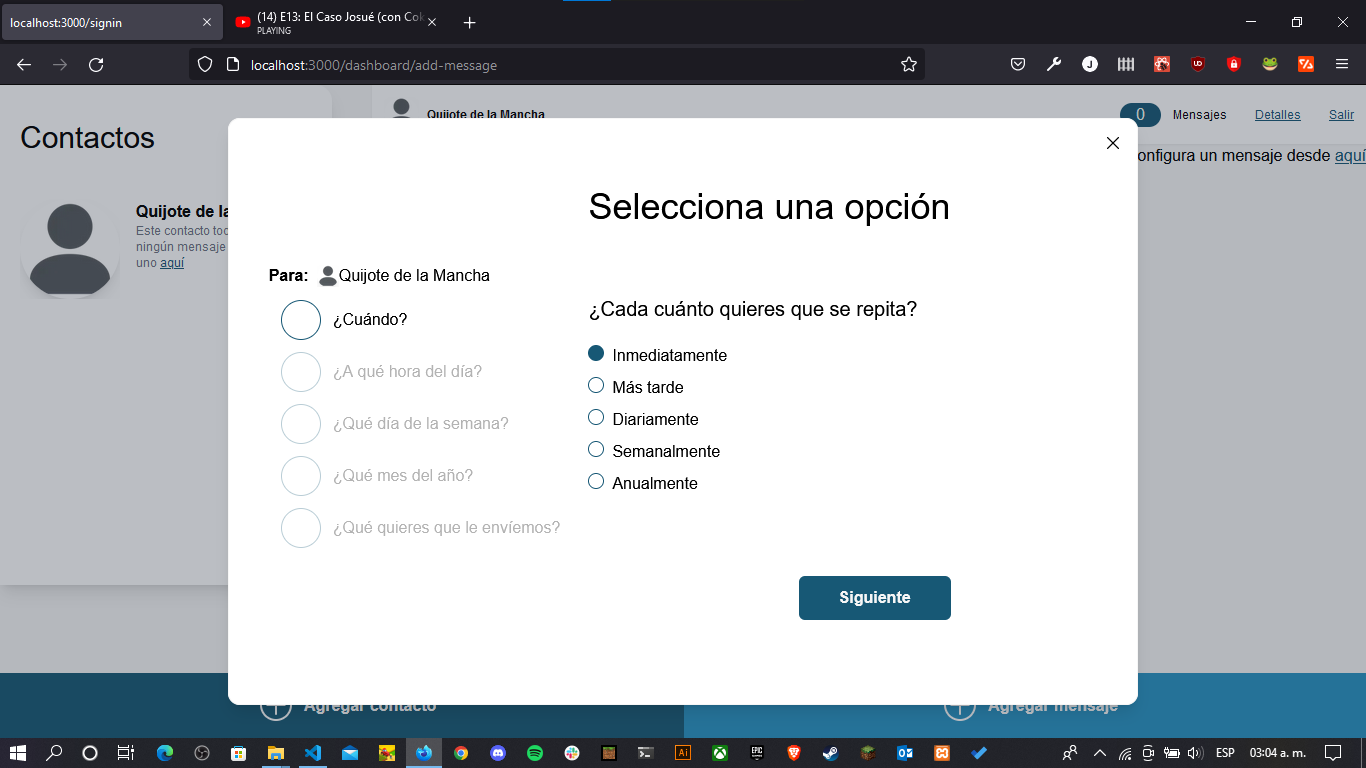 localhost:3000/signin
(14) E13: El Caso Josué (con Col
PLAYING
localhost:3000/dashboard/add-message
Contactos
Quijote de la Mancha
0 Mensajes Detalles Salir
onfigura un mensaje desde aquí
Quijote de la
Este contacto
ningún mensaje
uno aquí
Selecciona una opción
Para: Quijote de la Mancha
¿Cuándo?
¿A qué hora del día?
¿Qué día de la semana?
¿Qué mes del año?
¿Qué quieres que le envíemos?
¿Cada cuánto quieres que se repita?
Inmediatamente
Más tarde
Diariamente
Semanalmente
Anualmente
Siguiente
Agregar contacto
Agregar mensaje
ESP 03:04 a. m.